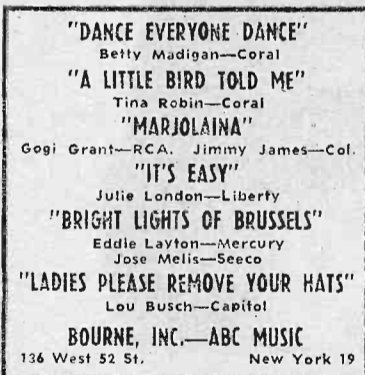 "DANCE EVERYONE DANCE"
Betty Madigan—Coral
"A LITTLE BIRD TOLD ME"
Tina Robin—Coral
"MARJOLAINA"
Gogi Grant—RCA. Jimmy James—Col.
"IT'S EASY"
Julie London—Liberty
"BRIGHT LIGHTS OF BRUSSELS"
Eddie Layton—Mercury
Jose Melis—Seeco
"LADIES PLEASE REMOVE YOUR HATS"
Lou Busch—Capitol
BOURNE, INC.—ABC MUSIC
136 West 52 St. New York 19